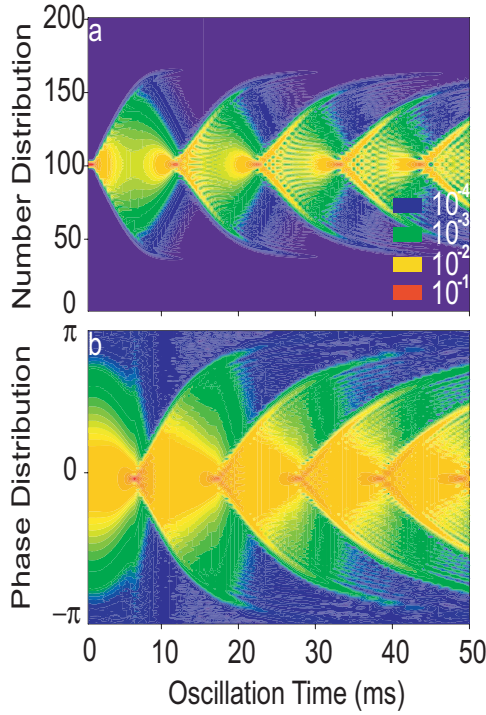 200
a
150
100
50
0
Number Distribution
10-4
10-3
10-2
10-1
π
b
0
–π
Phase Distribution
0 10 20 30 40 50
Oscillation Time (ms)